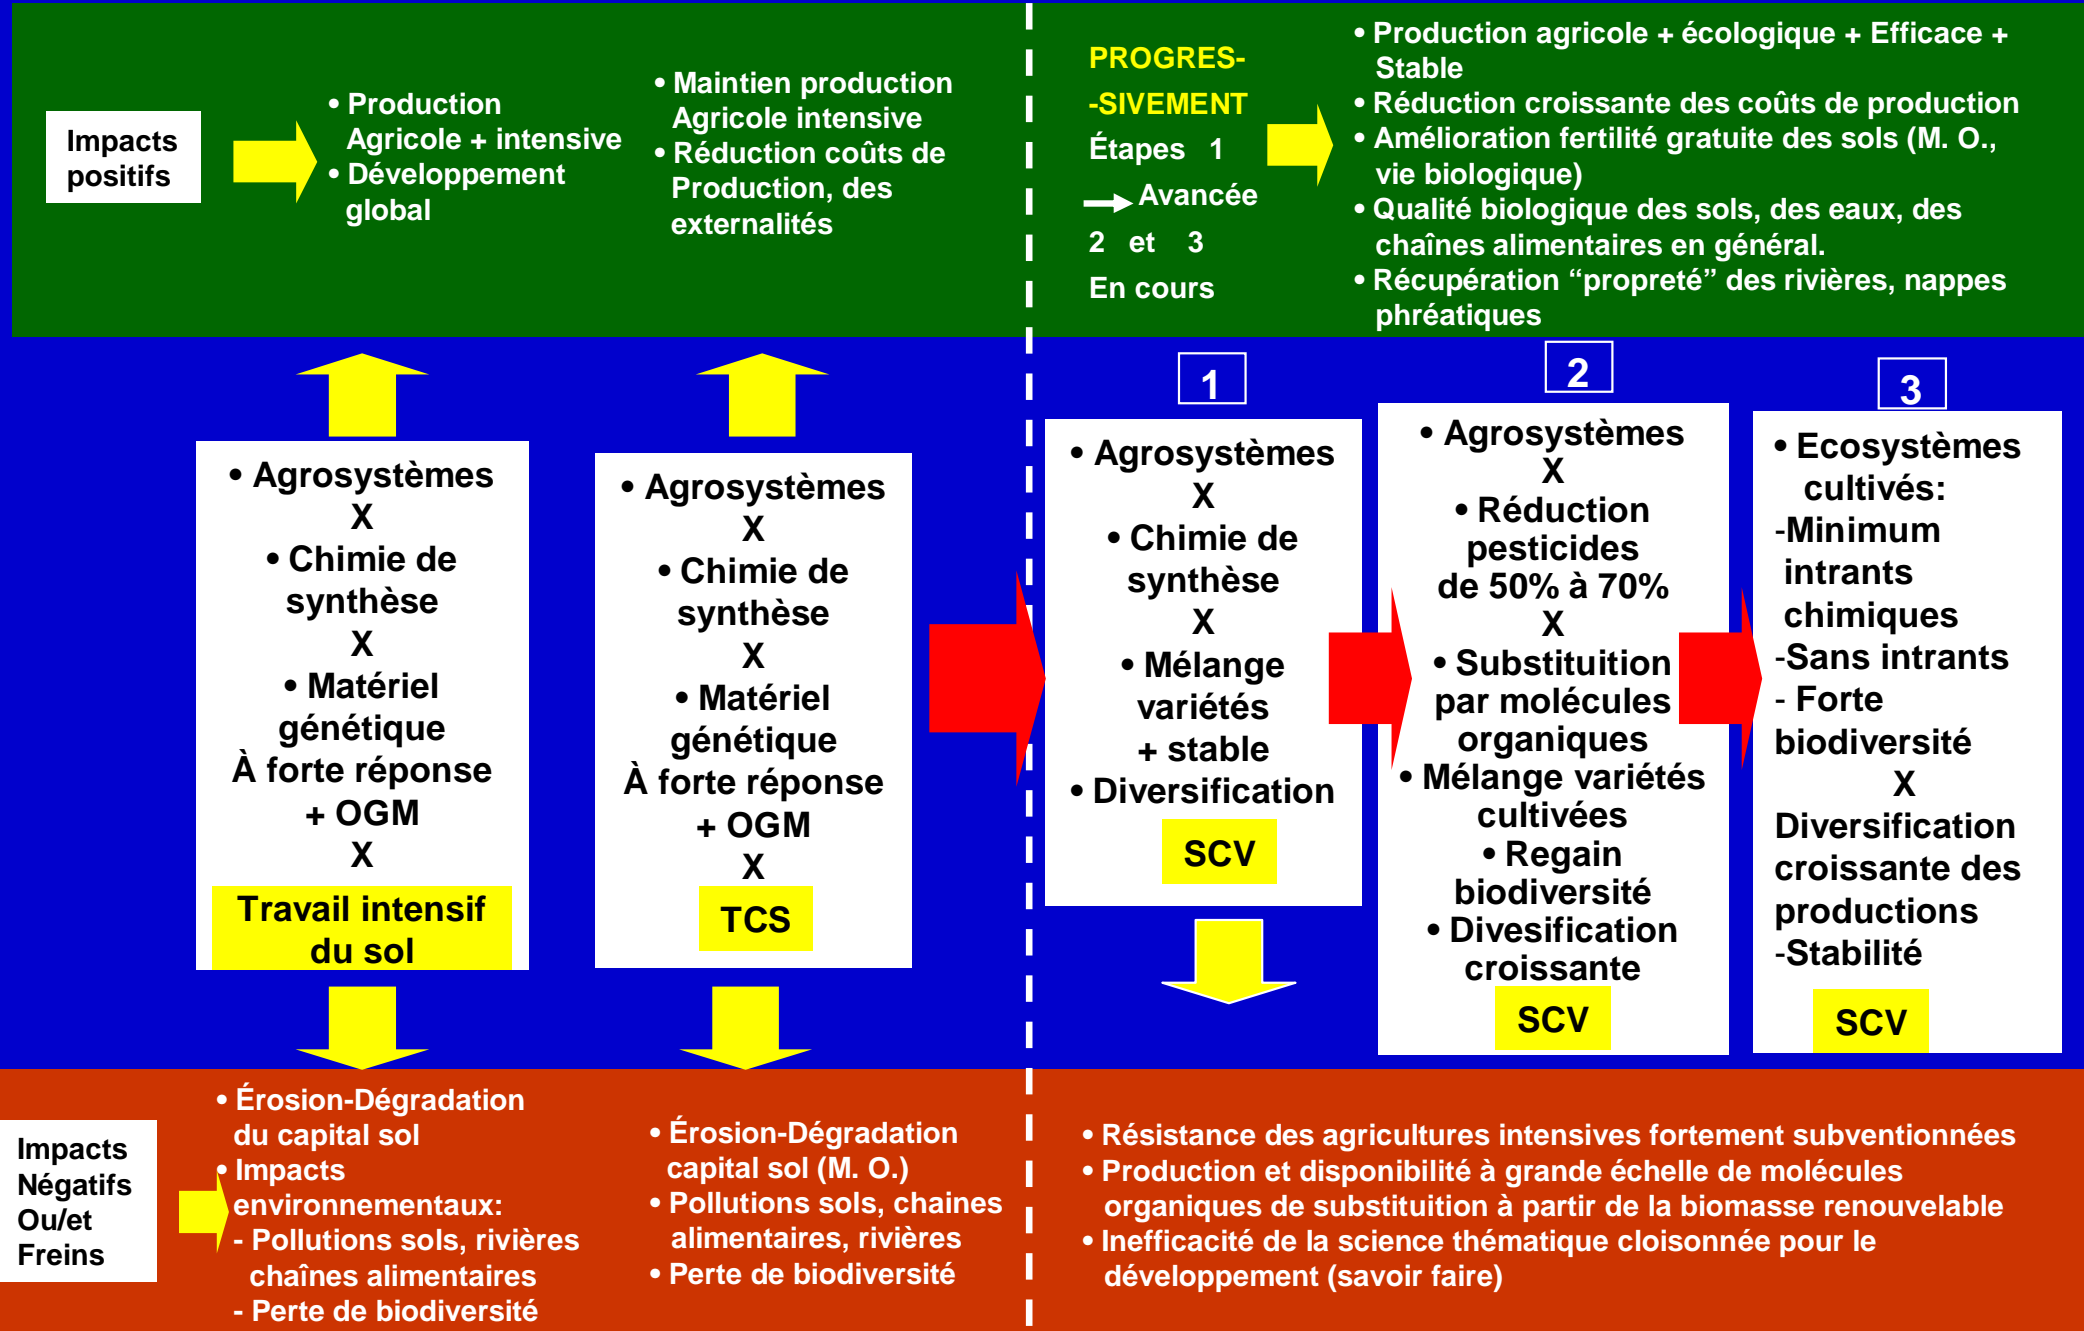 Impacts
positifs
• Production
Agricole + intensive
• Développement
global
• Maintien production
Agricole intensive
• Réduction coûts de
Production, des
externalités
PROGRES-
-SIVEMENT
Étapes 1
Avancée
2 et 3
En cours
• Production agricole + écologique + Efficace +
Stable
• Réduction croissante des coûts de production
• Amélioration fertilité gratuite des sols (M. O.,
vie biologique)
• Qualité biologique des sols, des eaux, des
chaînes alimentaires en général.
• Récupération “propreté” des rivières, nappes
phréatiques
• Agrosystèmes
X
• Chimie de
synthèse
X
• Matériel
génétique
À forte réponse
+ OGM
X
Travail intensif
du sol
• Agrosystèmes
X
• Chimie de
synthèse
X
• Matériel
génétique
À forte réponse
+ OGM
X
TCS
1
• Agrosystèmes
X
• Chimie de
synthèse
X
• Mélange
variétés
+ stable
• Diversification
SCV
2
• Agrosystèmes
X
• Réduction
pesticides
de 50% à 70%
X
• Substituition
par molécules
organiques
• Mélange variétés
cultivées
• Regain
biodiversité
• Divesification
croissante
SCV
3
• Ecosystèmes
cultivés:
-Minimum
intrants
chimiques
-Sans intrants
- Forte
biodiversité
X
Diversification
croissante des
productions
-Stabilité
SCV
Impacts
Négatifs
Ou/et
Freins
• Érosion-Dégradation
du capital sol
• Impacts
environnementaux:
- Pollutions sols, rivières
chaînes alimentaires
- Perte de biodiversité
• Érosion-Dégradation
capital sol (M. O.)
• Pollutions sols, chaines
alimentaires, rivières
• Perte de biodiversité
• Résistance des agricultures intensives fortement subventionnées
• Production et disponibilité à grande échelle de molécules
organiques de substitution à partir de la biomasse renouvelable
• Inefficacité de la science thématique cloisonnée pour le
développement (savoir faire)